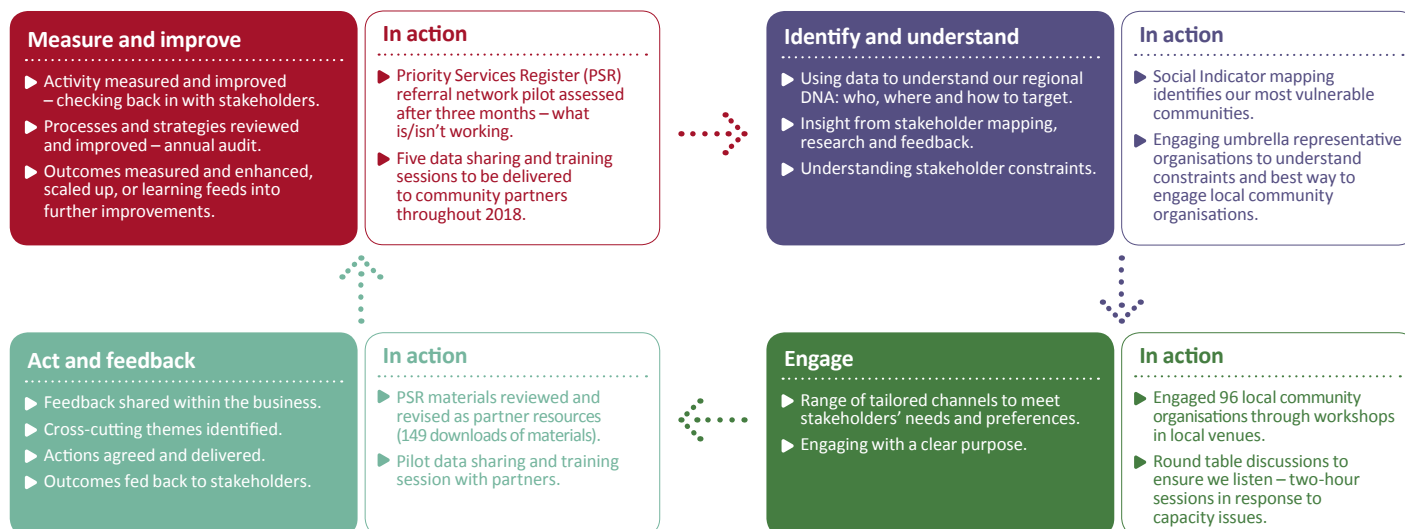 Measure and improve
Activity measured and improved
– checking back in with stakeholders.
Processes and strategies reviewed
and improved – annual audit.
Outcomes measured and enhanced,
scaled up, or learning feeds into
further improvements.
In action
Priority Services Register (PSR)
referral network pilot assessed
after three months – what
is/isn’t working.
Five data sharing and training
sessions to be delivered
to community partners
throughout 2018.
Identify and understand
Using data to understand our regional
DNA: who, where and how to target.
Insight from stakeholder mapping,
research and feedback.
Understanding stakeholder constraints.
In action
Social Indicator mapping
identifies our most vulnerable
communities.
Engaging umbrella representative
organisations to understand
constraints and best way to
engage local community
organisations.
Act and feedback
Feedback shared within the business.
Cross-cutting themes identified.
Actions agreed and delivered.
Outcomes fed back to stakeholders.
In action
PSR materials reviewed and
revised as partner resources
(149 downloads of materials).
Pilot data sharing and training
session with partners.
Engage
Range of tailored channels to meet
stakeholders’ needs and preferences.
Engaging with a clear purpose.
In action
Engaged 96 local community
organisations through workshops
in local venues.
Round table discussions to
ensure we listen – two-hour
sessions in response to
capacity issues.